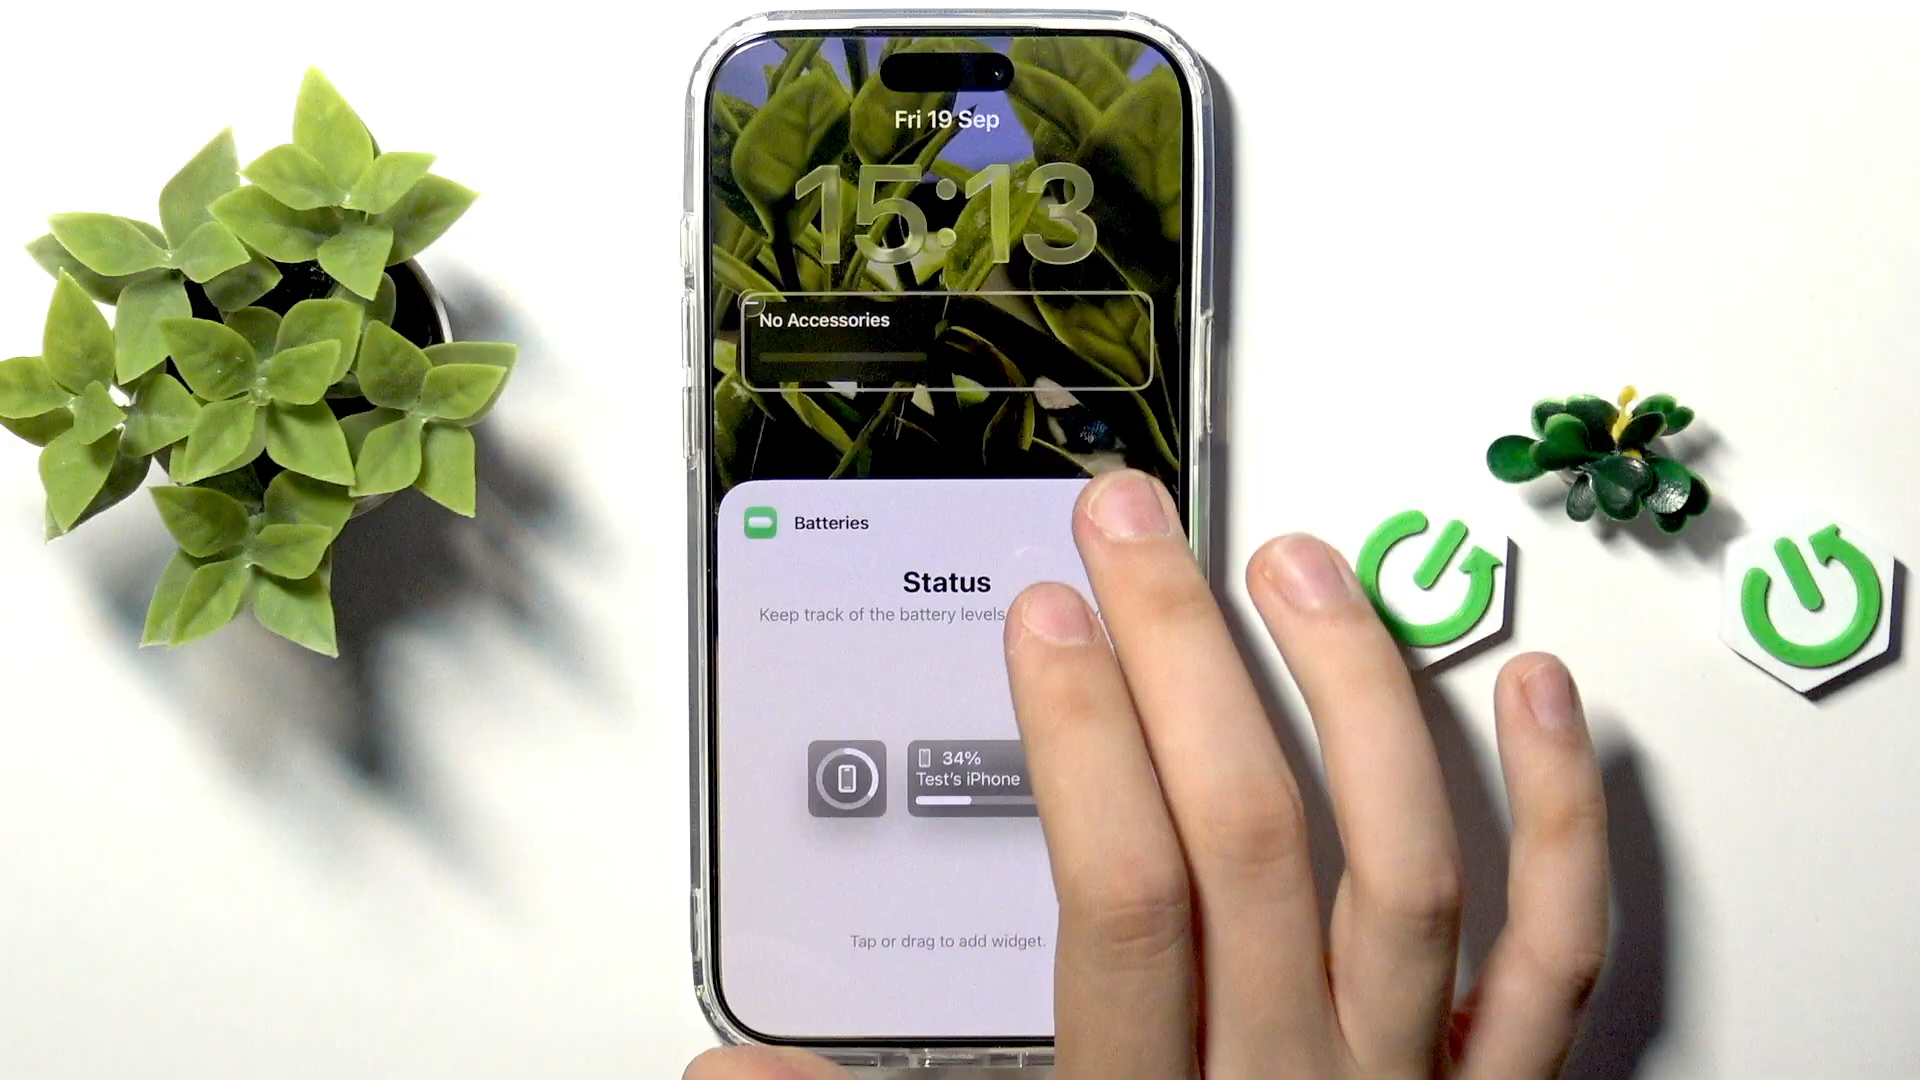 Fri 19 Sep
15:13
No Accessories
Batteries
Status
Keep track of the battery levels
34%
Test's iPhone
Tap or drag to add widget.